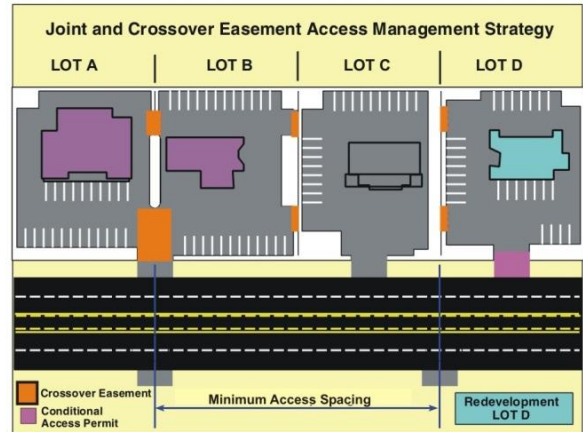 Joint and Crossover Easement Access Management Strategy
LOT A LOT B LOT C LOT D
Crossover Easement
Conditional
Access Permit
Minimum Access Spacing
Redevelopment
LOT D